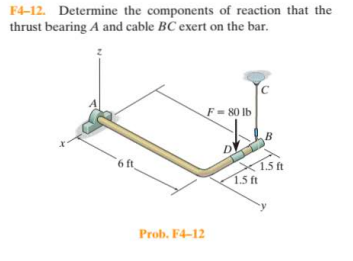 F4–12. Determine the components of reaction that the
thrust bearing A and cable BC exert on the bar.
z
C
F = 80 lb
A
B
D
x
6 ft
1.5 ft
1.5 ft
y
Prob. F4–12